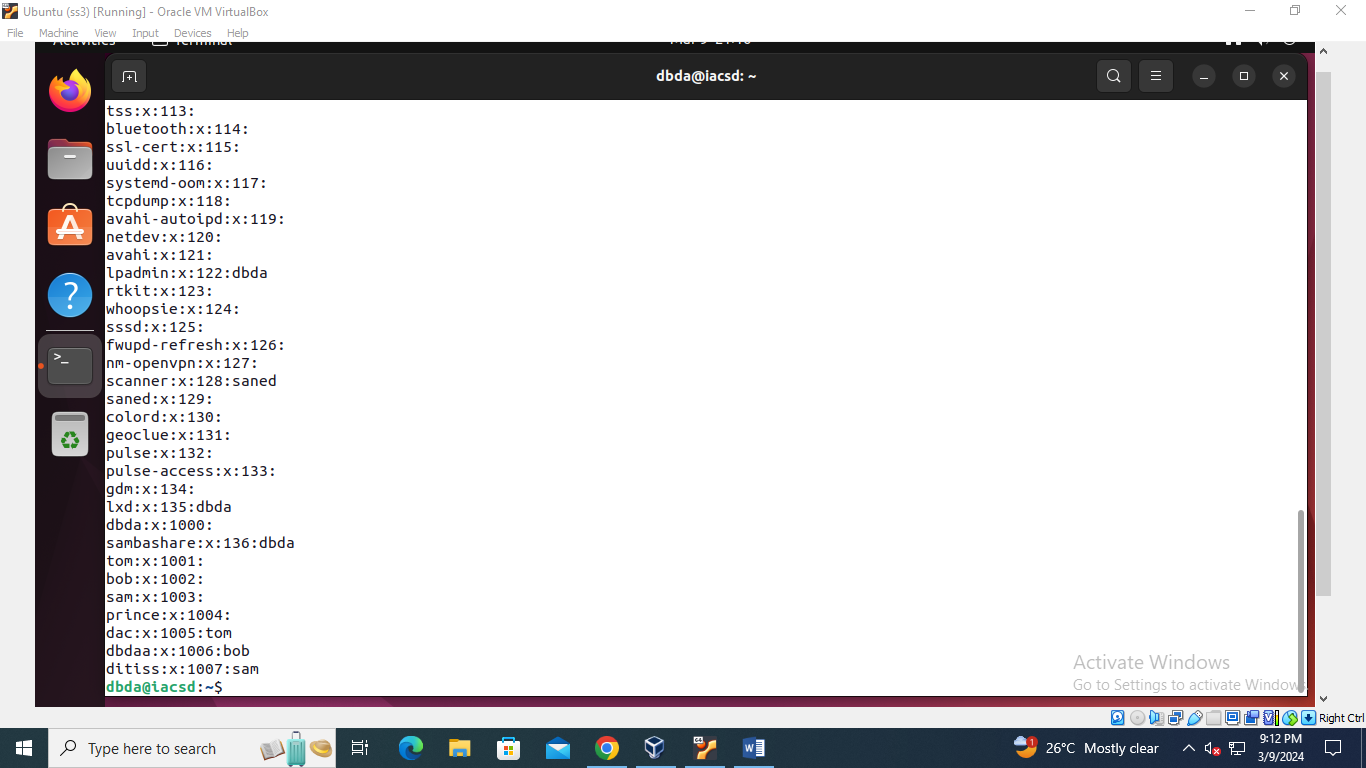 Ubuntu (ss3) [Running] - Oracle VM VirtualBox
File Machine View Input Devices Help
Activities Terminal
dbda@iacsd: ~
tss:x:113:
bluetooth:x:114:
ssl-cert:x:115:
uuidd:x:116:
systemd-oom:x:117:
tcpdump:x:118:
avahi-autoipd:x:119:
netdev:x:120:
avahi:x:121:
lpadmin:x:122:dbda
rtkit:x:123:
whoopsie:x:124:
sssd:x:125:
fwupd-refresh:x:126:
nm-openvpn:x:127:
scanner:x:128:saned
saned:x:129:
colord:x:130:
geoclue:x:131:
pulse:x:132:
pulse-access:x:133:
gdm:x:134:
lxd:x:135:dbda
dbda:x:1000:
sambashare:x:136:dbda
tom:x:1001:
bob:x:1002:
sam:x:1003:
prince:x:1004:
dac:x:1005:tom
dbdaa:x:1006:bob
ditiss:x:1007:sam
dbda@iacsd:~$
Activate Windows
Go to Settings to activate Windows.
Right Ctrl
Type here to search
26°C Mostly clear
9:12 PM
3/9/2024